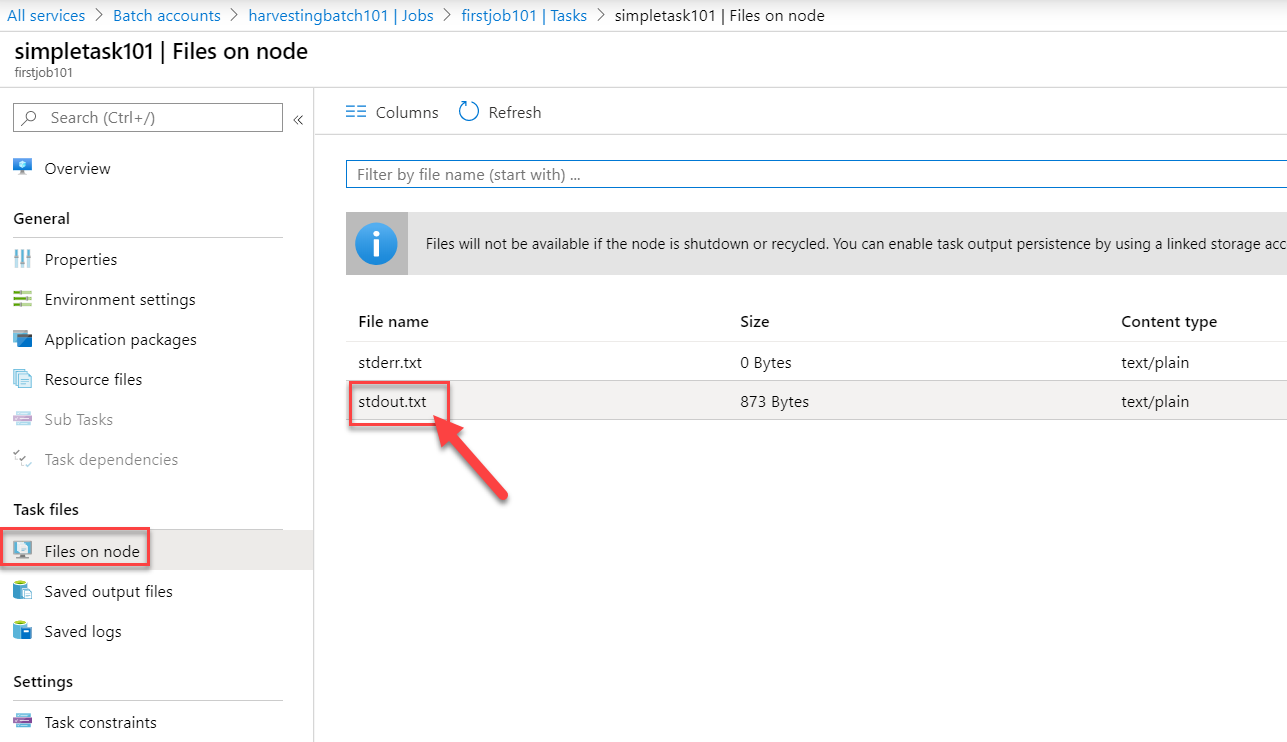 All services > Batch accounts > harvestingbatch101 | Jobs > firstjob101 | Tasks > simpletask101 | Files on node
simpletask101 | Files on node
firstjob101
Search (Ctrl+/)
«
Columns
Refresh
Overview
Filter by file name (start with) ...
General
Files will not be available if the node is shutdown or recycled. You can enable task output persistence by using a linked storage acc
Properties
Environment settings
Application packages
Resource files
Sub Tasks
Task dependencies
File name Size Content type
stderr.txt 0 Bytes text/plain
stdout.txt 873 Bytes text/plain
Task files
Files on node
Saved output files
Saved logs
Settings
Task constraints